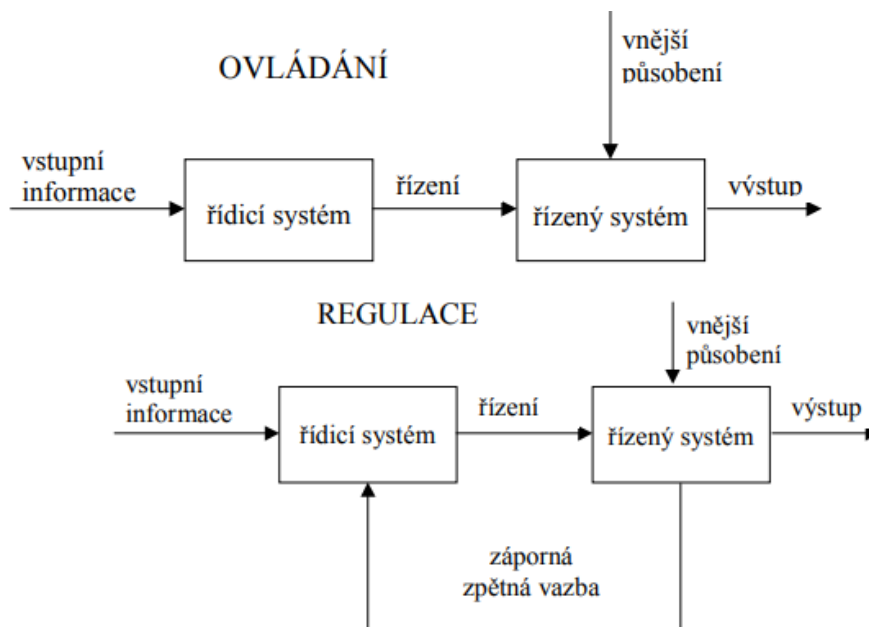 OVLÁDÁNÍ
vnější
působení
vstupní
informace
řídicí systém
řízení
řízený systém
výstup
REGULACE
vnější
působení
vstupní
informace
řídicí systém
řízení
řízený systém
výstup
záporná
zpětná vazba